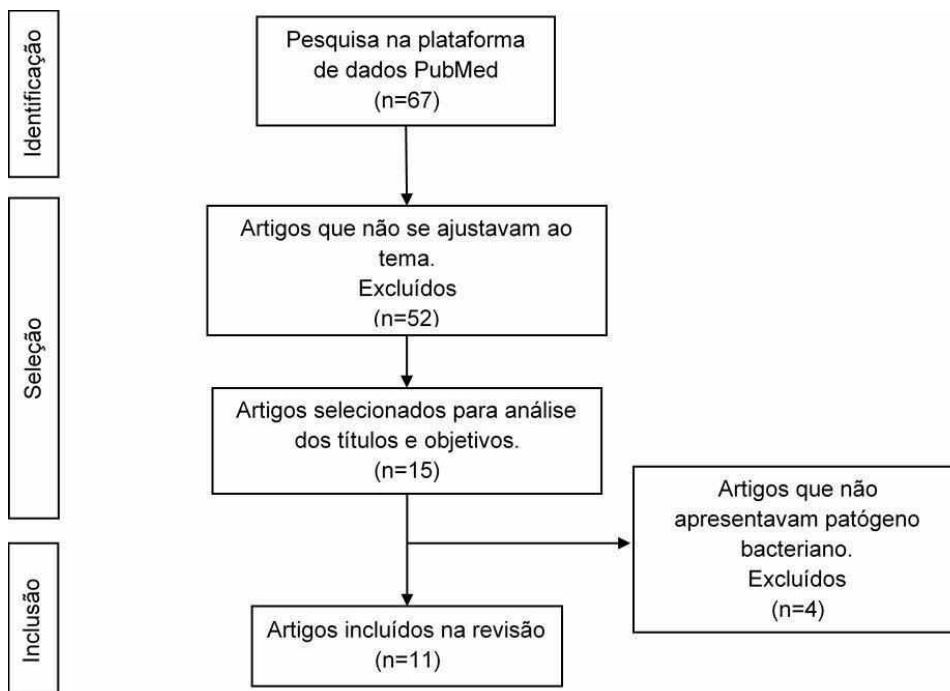 Identificação
Pesquisa na plataforma
de dados PubMed
(n=67)
Seleção
Artigos que não se ajustavam ao
tema.
Excluídos
(n=52)
Artigos selecionados para análise
dos títulos e objetivos.
(n=15)
Artigos que não
apresentavam patógeno
bacteriano.
Excluídos
(n=4)
Inclusão
Artigos incluídos na revisão
(n=11)